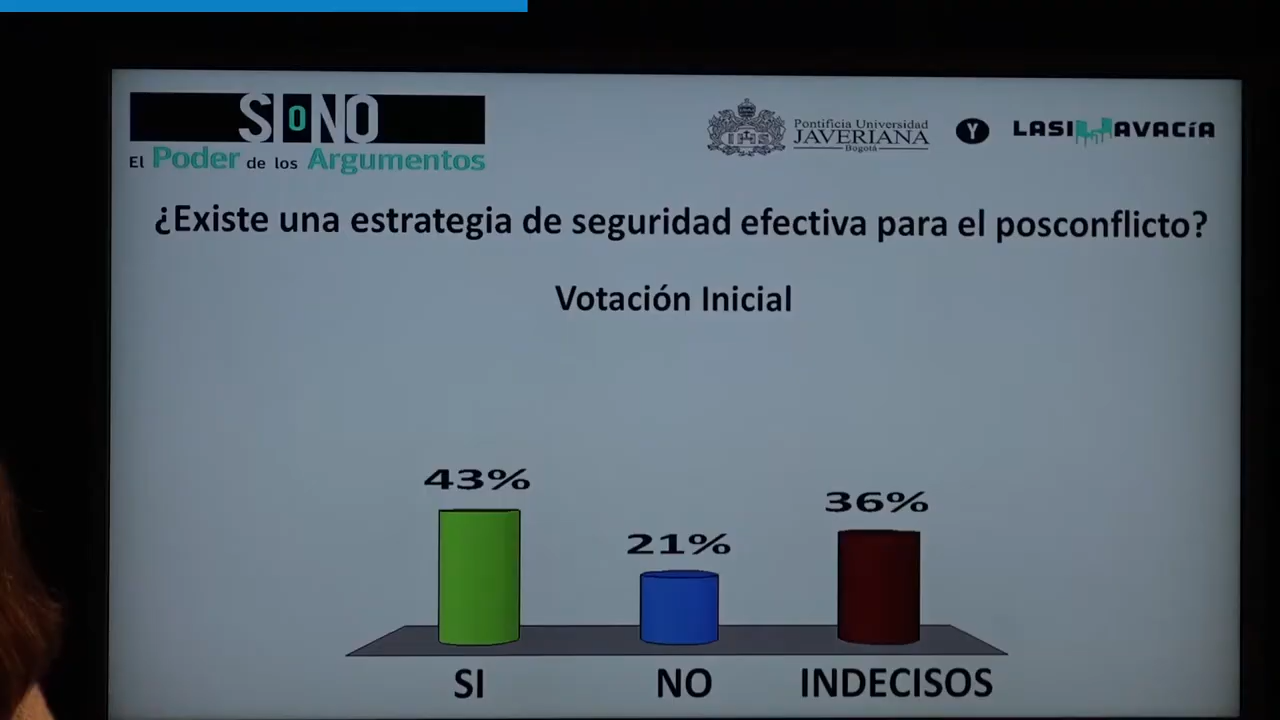 SI o NO
El Poder de los Argumentos
IHS
Pontificia Universidad
JAVERIANA
Bogotá
Y
LASILLAVACÍA
¿Existe una estrategia de seguridad efectiva para el posconflicto?
Votación Inicial
43%
21%
36%
SI
NO
INDECISOS